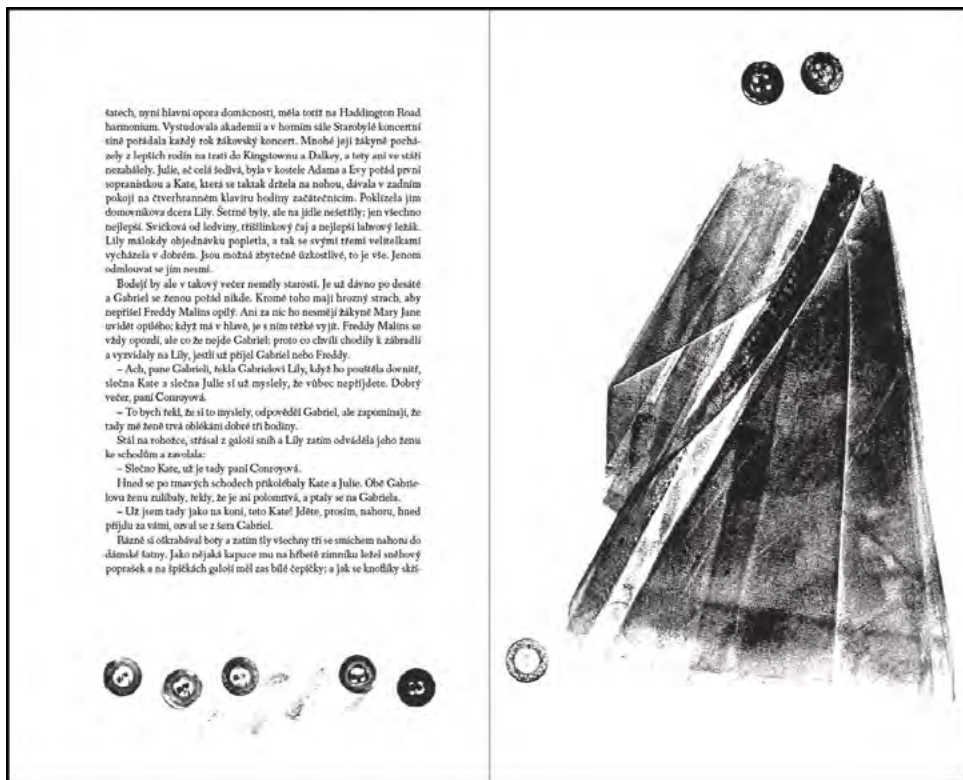 šatech, nyní hlavní opora domácnosti, měla totiž na Haddington Road
harmonium. Vystudovala akademii a v horním sále Starobylé koncertní
síně pořádala každý rok žákovský koncert. Mnohé její žákyně pochá-
zely z lepších rodin na trati do Kingstownu a Dalkey, a tety ani ve stáří
nezahálely. Julie, ač celá šedivá, byla v kostele Adama a Evy pořád první
sopranistkou a Kate, která se taktak držela na nohou, dávala v zadním
pokoji na čtverhranném klavíru hodiny začátečnicím. Poklízela jim
domovníkova dcera Lily. Šetrné byly, ale na jídle nešetřily; jen všechno
nejlepší. Svíčková od ledviny, třišilinkový čaj a nejlepší lahvový ležák.
Lily málokdy objednávku popletla, a tak se svými třemi velitelkami
vycházela v dobrém. Jsou možná zbytečně úzkostlivé, to je vše. Jenom
odmlouvat se jim nesmí.
Bodejť by ale v takový večer neměly starosti. Je už dávno po desáté
a Gabriel se ženou pořád nikde. Kromě toho mají hrozný strach, aby
nepřišel Freddy Malins opilý. Ani za nic ho nesmějí žákyně Mary Jane
uvidět opilého; když má v hlavě, je s ním těžké vyjít. Freddy Malins se
vždy opozdí, ale co že nejde Gabriel; proto co chvíli chodily k zábradlí
a vyzvídaly na Lily, jestli už přijel Gabriel nebo Freddy.
– Ach, pane Gabrieli, řekla Gabrielovi Lily, když ho pouštěla dovnitř,
slečna Kate a slečna Julie si už myslely, že vůbec nepřijdete. Dobrý
večer, paní Conroyová.
– To bych řekl, že si to myslely, odpověděl Gabriel, ale zapomínají, že
tady mé ženě trvá oblékání dobré tři hodiny.
Stál na rohožce, střásal z galoší sníh a Lily zatím odváděla jeho ženu
ke schodům a zavolala:
– Slečno Kate, už je tady paní Conroyová.
Hned se po tmavých schodech přikolébaly Kate a Julie. Obě Gabrie-
lovu ženu zulíbaly, řekly, že je asi polomrtvá, a ptaly se na Gabriela.
– Už jsem tady jako na koni, teto Kate! Jděte, prosím, nahoru, hned
přijdu za vámi, ozval se z šera Gabriel.
Rázně si oškrabával boty a zatím šly všechny tři se smíchem nahoru do
dámské šatny. Jako nějaká kapuce mu na hřbetě zimníku ležel sněhový
poprašek a na špičkách galoší měl zas bílé čepičky; a jak se knoflíky skří-